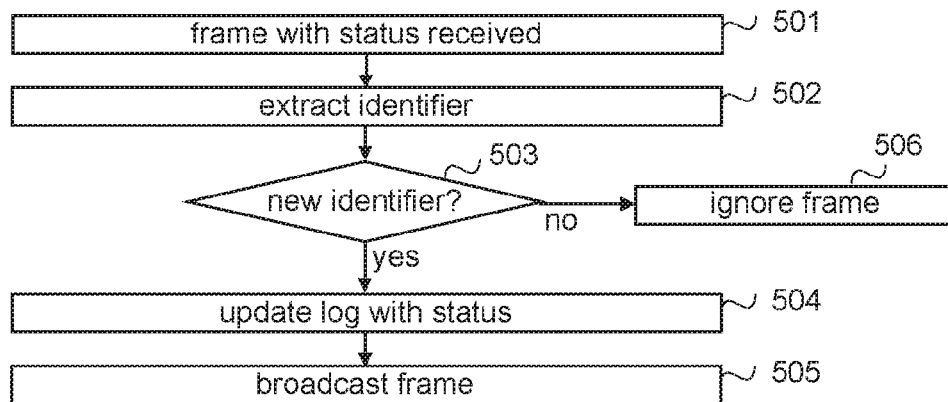 501
frame with status received
502
extract identifier
503
new identifier?
506
ignore frame
no
yes
504
update log with status
505
broadcast frame